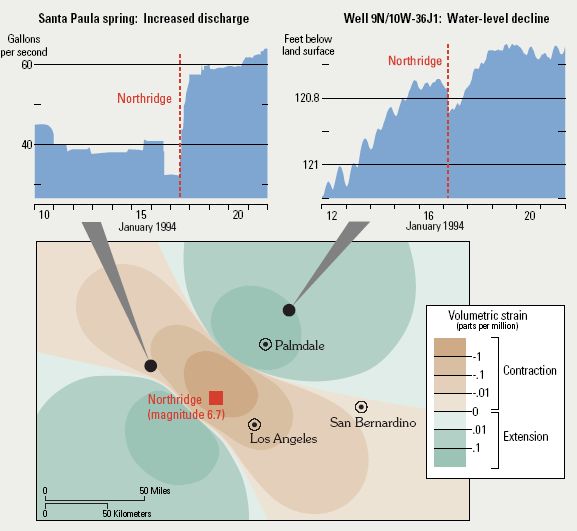 Santa Paula spring: Increased discharge
Gallons
per second
60
40
Northridge
10
15
20
January 1994
Well 9N/10W-36J1: Water-level decline
Feet below
land surface
120.8
121
Northridge
12
16
20
January 1994
Palmdale
Northridge
(magnitude 6.7)
Los Angeles
San Bernardino
0
50 Miles
0
50 Kilometers
Volumetric strain
(parts per million)
-1
-.1
-.01
0
.01
.1
Contraction
Extension